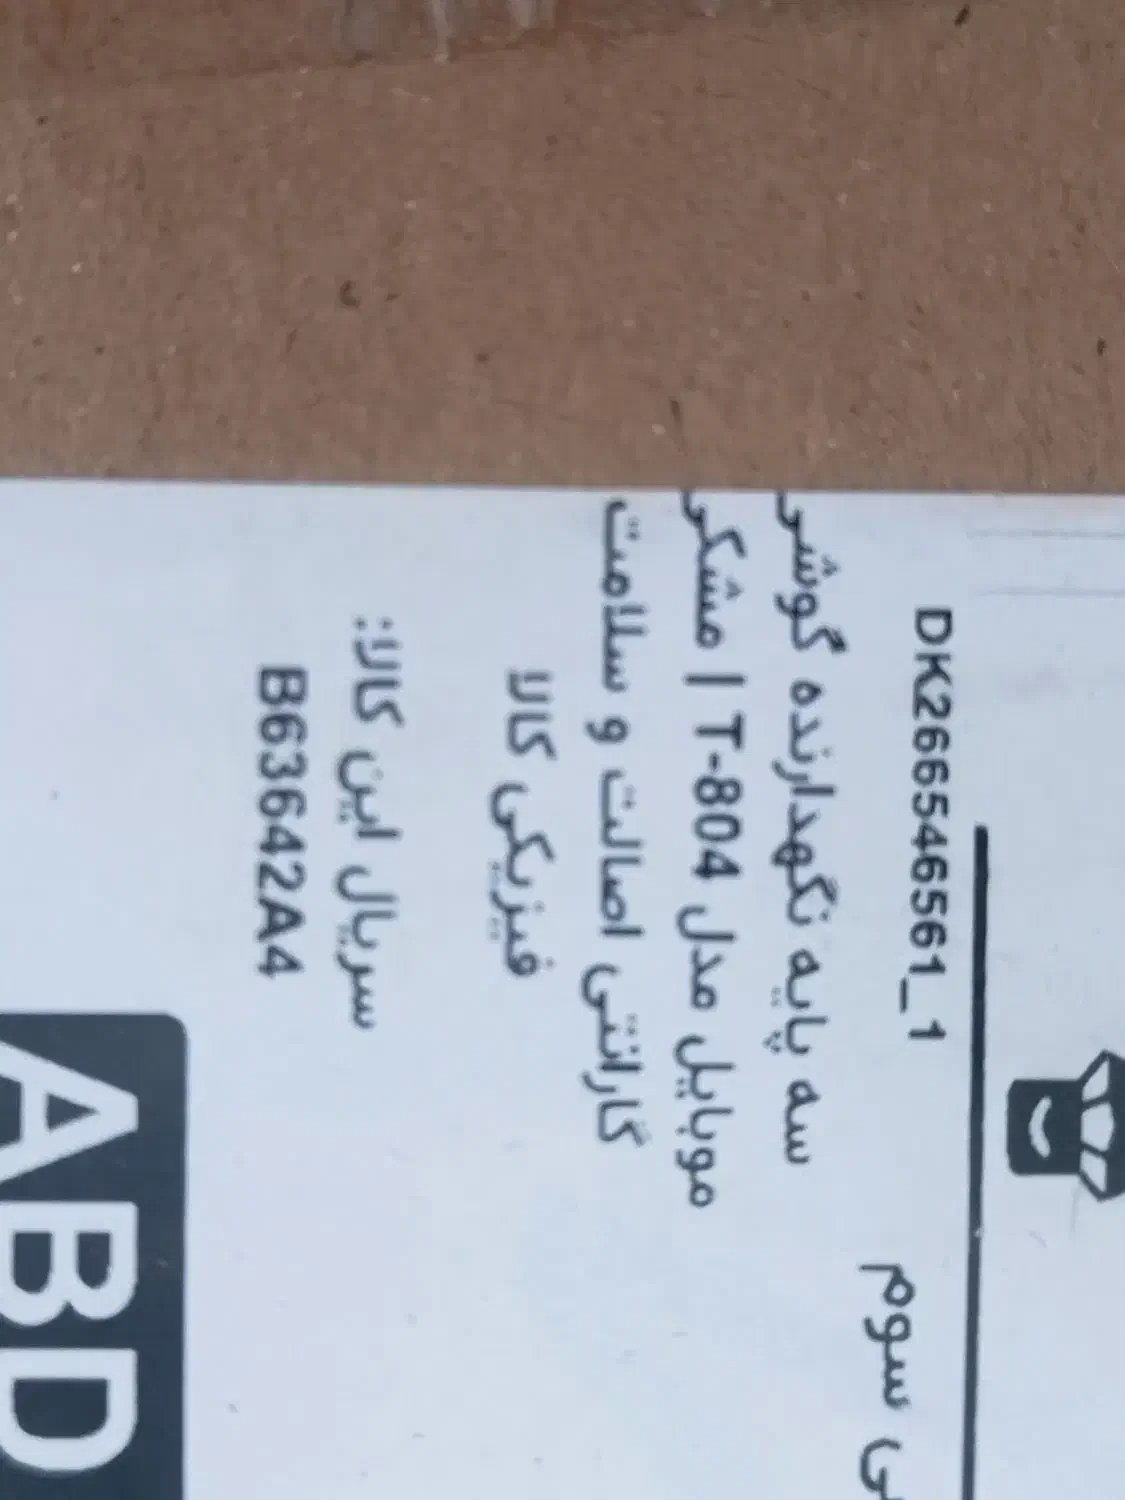 DK266546561_1
سه پایه نگهدارنده گوشی
موبایل مدل T-804 | مشکی
گارانتی اصالت و سلامت
فیزیکی کالا
سریال این کالا:
B63642A4
سوم
ABD